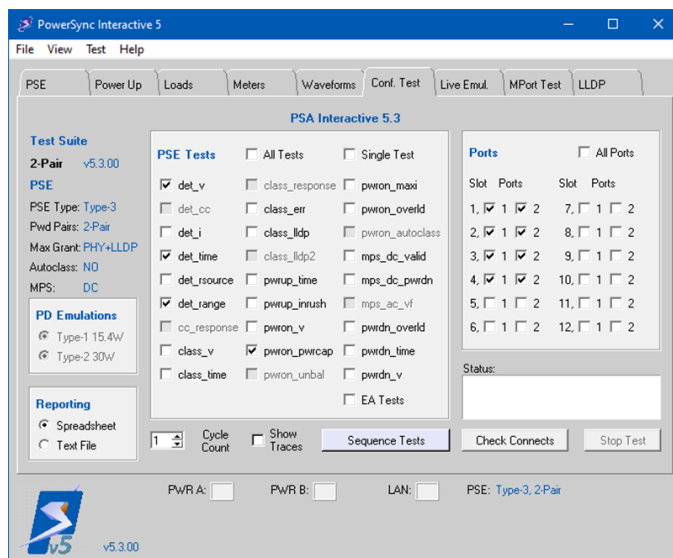 PowerSync Interactive 5
File View Test Help
PSE Power Up Loads Meters Waveforms Conf. Test Live Emul. MPort Test LLDP
PSA Interactive 5.3
Test Suite
2-Pair v5.3.00
PSE
PSE Type: Type-3
Pwd Pairs: 2-Pair
Max Grant: PHY+LLDP
Autoclass: NO
MPS: DC
PD Emulations
Type-1 15.4W
Type-2 30W
Reporting
Spreadsheet
Text File
PSE Tests All Tests Single Test
det_v class_response pwron_maxi
det_cc class_err pwron_overld
det_i class_lldp pwron_autoclass
det_time class_lldp2 mps_dc_valid
det_rsource pwrup_time mps_dc_pwrdn
det_range pwrup_inrush mps_ac_vf
cc_response pwron_v pwrdn_overld
class_v pwron_pwrcap pwrdn_time
class_time pwron_unbal pwrdn_v
EA Tests
1 Cycle Count Show Traces Sequence Tests
Ports All Ports
Slot Ports Slot Ports
1, 1 2 7, 1 2
2, 1 2 8, 1 2
3, 1 2 9, 1 2
4, 1 2 10, 1 2
5, 1 2 11, 1 2
6, 1 2 12, 1 2
Status:
Check Connects Stop Test
PWR A: PWR B: LAN: PSE: Type-3, 2-Pair
v5 v5.3.00